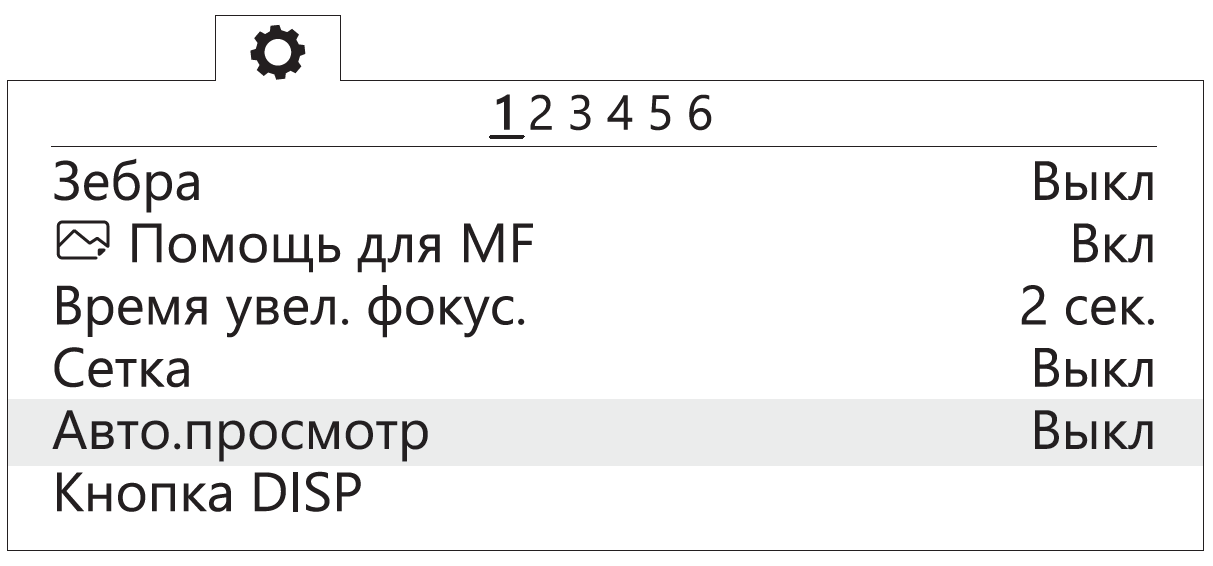 1 2 3 4 5 6
Зебра Выкл
Помощь для MF Вкл
Время увел. фокус. 2 сек.
Сетка Выкл
Авто.просмотр Выкл
Кнопка DISP